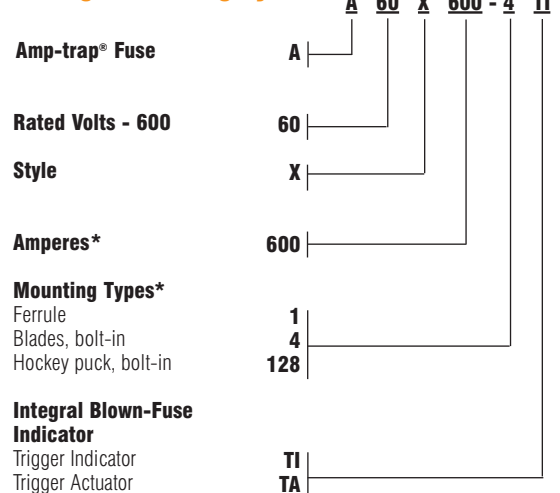 A 60 X 600 - 4 TI
Amp-trap® Fuse A
Rated Volts - 600 60
Style X
Amperes* 600
Mounting Types*
Ferrule 1
Blades, bolt-in 4
Hockey puck, bolt-in 128
Integral Blown-Fuse
Indicator
Trigger Indicator TI
Trigger Actuator TA